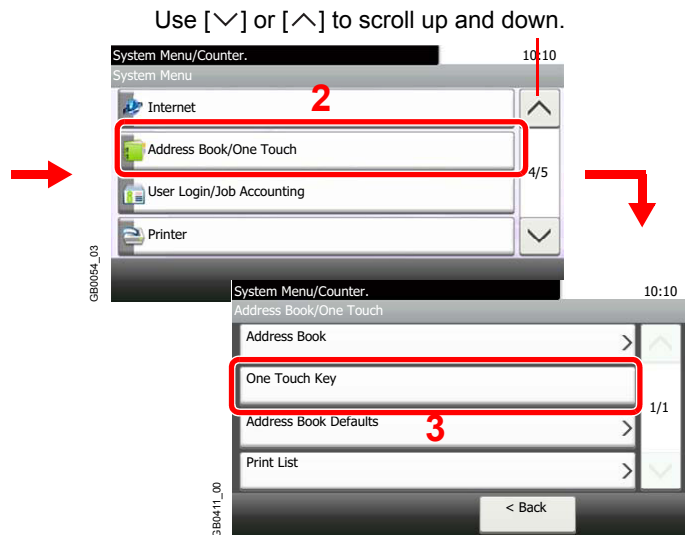 Use [﹀] or [︿] to scroll up and down.
System Menu/Counter. 10:10
System Menu
2
Internet
Address Book/One Touch
4/5
User Login/Job Accounting
Printer
GB0054_03
System Menu/Counter. 10:10
Address Book/One Touch
Address Book >
One Touch Key
1/1
Address Book Defaults >
3
Print List >
GB0411_00
< Back